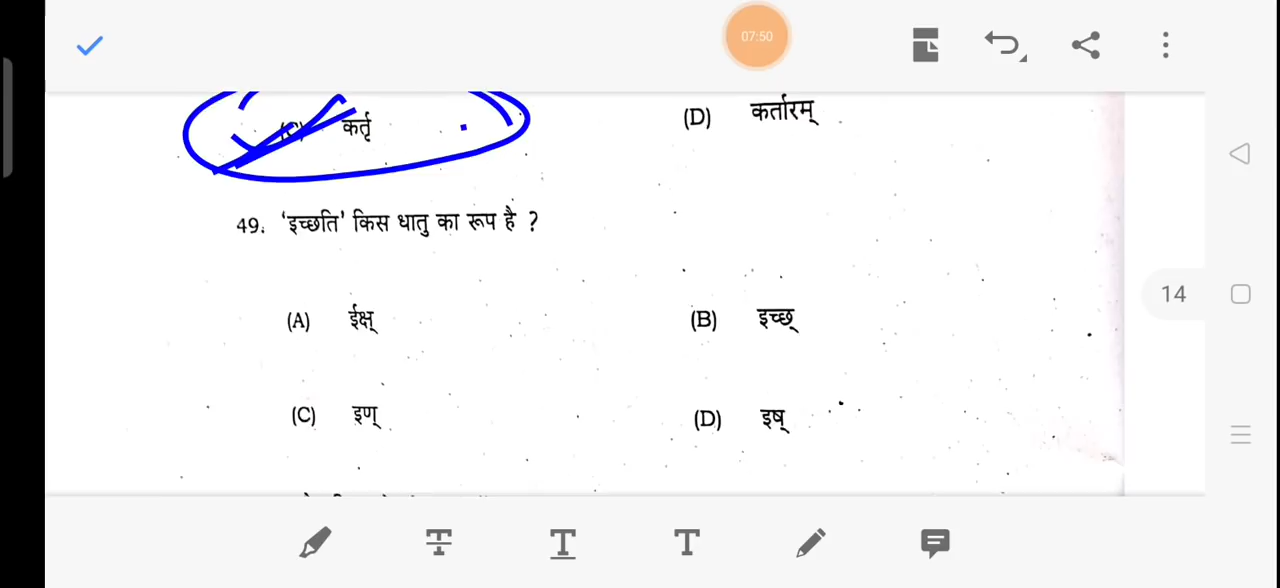 07:50
(C) कर्तृ
(D) कर्तारम्
49. 'इच्छति' किस धातु का रूप है ?
(A) ईक्ष्
(B) इच्छ्
(C) इण्
(D) इष्
14
T
T
T